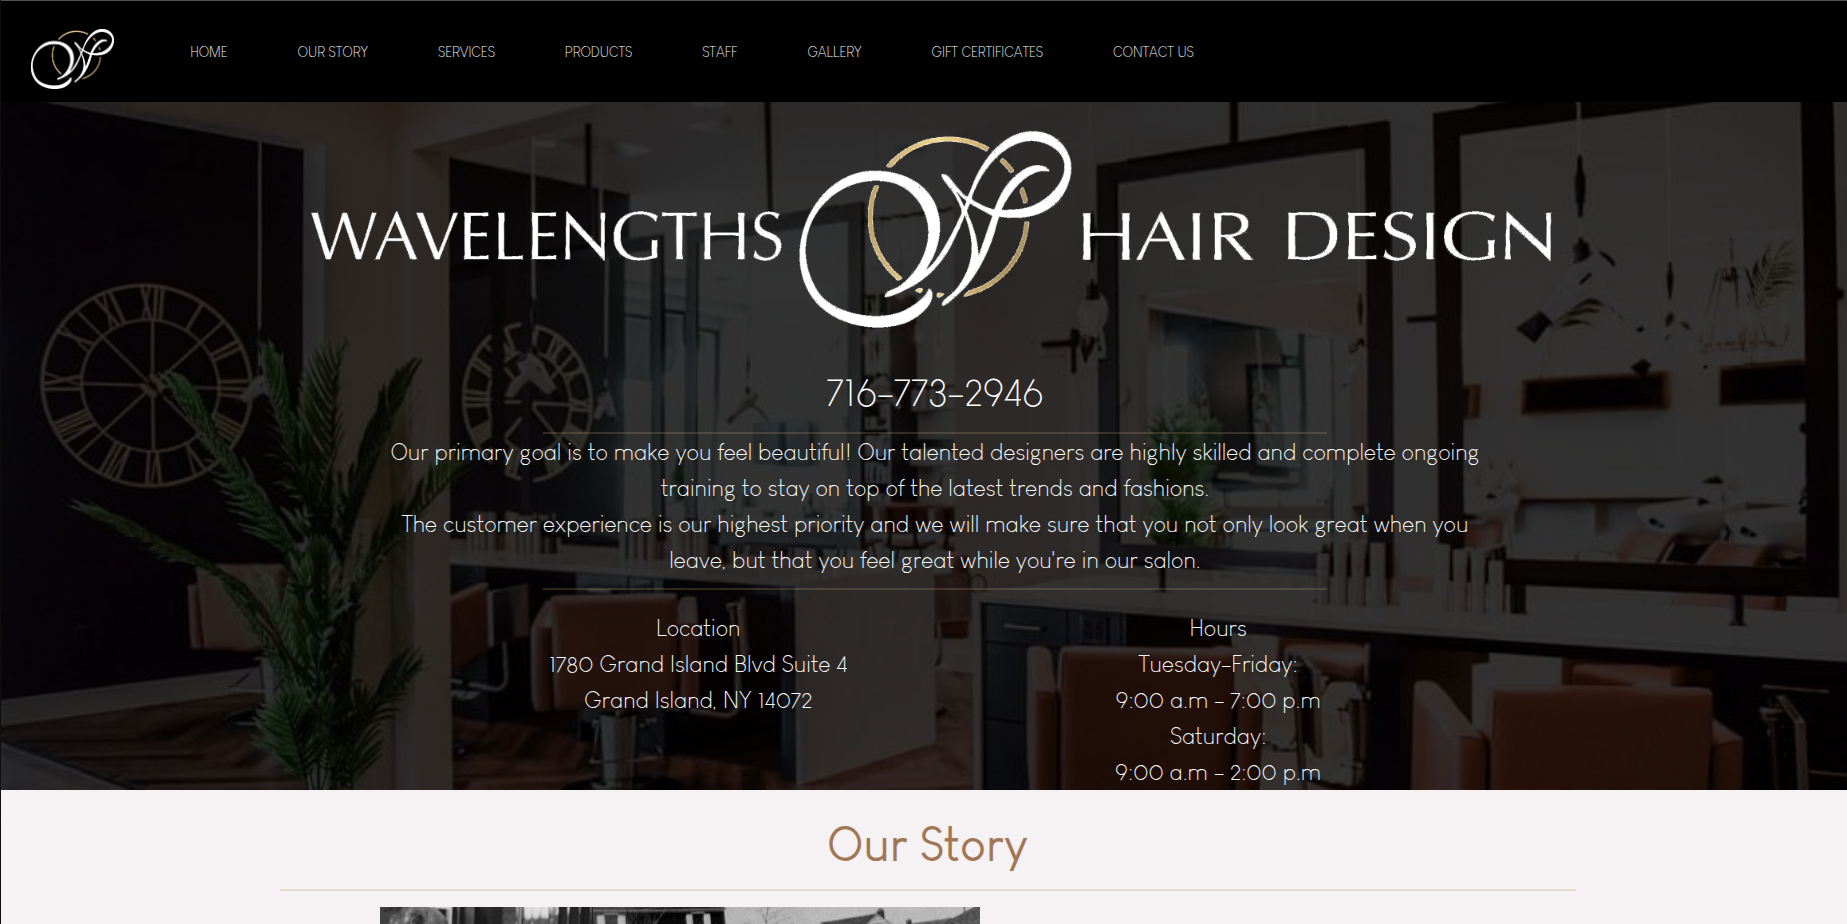 HOME OUR STORY SERVICES PRODUCTS STAFF GALLERY GIFT CERTIFICATES CONTACT US
WAVELENGTHS W HAIR DESIGN
716-773-2946
Our primary goal is to make you feel beautiful! Our talented designers are highly skilled and complete ongoing
training to stay on top of the latest trends and fashions.
The customer experience is our highest priority and we will make sure that you not only look great when you
leave, but that you feel great while you're in our salon.
Location
1780 Grand Island Blvd Suite 4
Grand Island, NY 14072
Hours
Tuesday-Friday:
9:00 a.m - 7:00 p.m
Saturday:
9:00 a.m - 2:00 p.m
Our Story